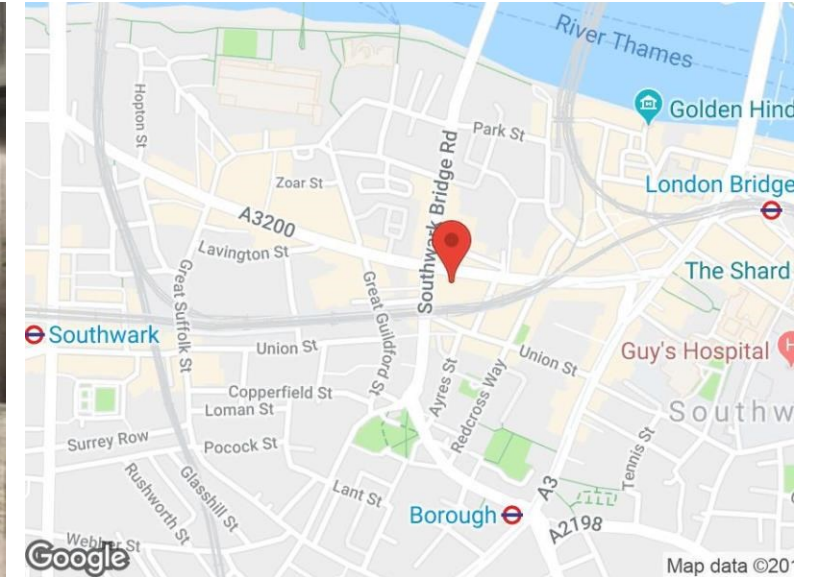 River Thames
Golden Hind
Hopton St
Park St
Zoar St
Southwark Bridge Rd
London Bridge
A3200
Lavington St
The Shard
Great Suffolk St
Great Guildford St
Southwark
Union St
Union St
Guy's Hospital
H
Copperfield St
Ayres St
Redcross Way
Loman St
Southw
Surrey Row
Pocock St
Tennis St
Rushworth St
Glasshill St
Lant St
A3
Borough
A2198
Webber St
Google
Map data ©201